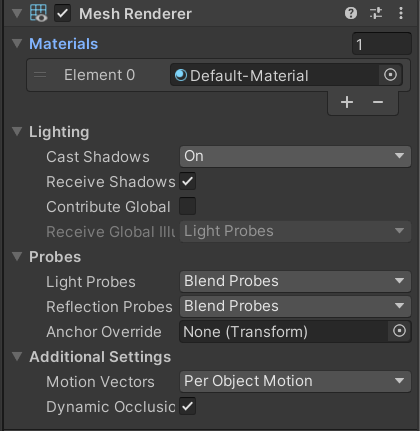 Mesh Renderer
Materials 1
Element 0 Default-Material
Lighting
Cast Shadows On
Receive Shadows
Contribute Global
Receive Global Illu Light Probes
Probes
Light Probes Blend Probes
Reflection Probes Blend Probes
Anchor Override None (Transform)
Additional Settings
Motion Vectors Per Object Motion
Dynamic Occlusic